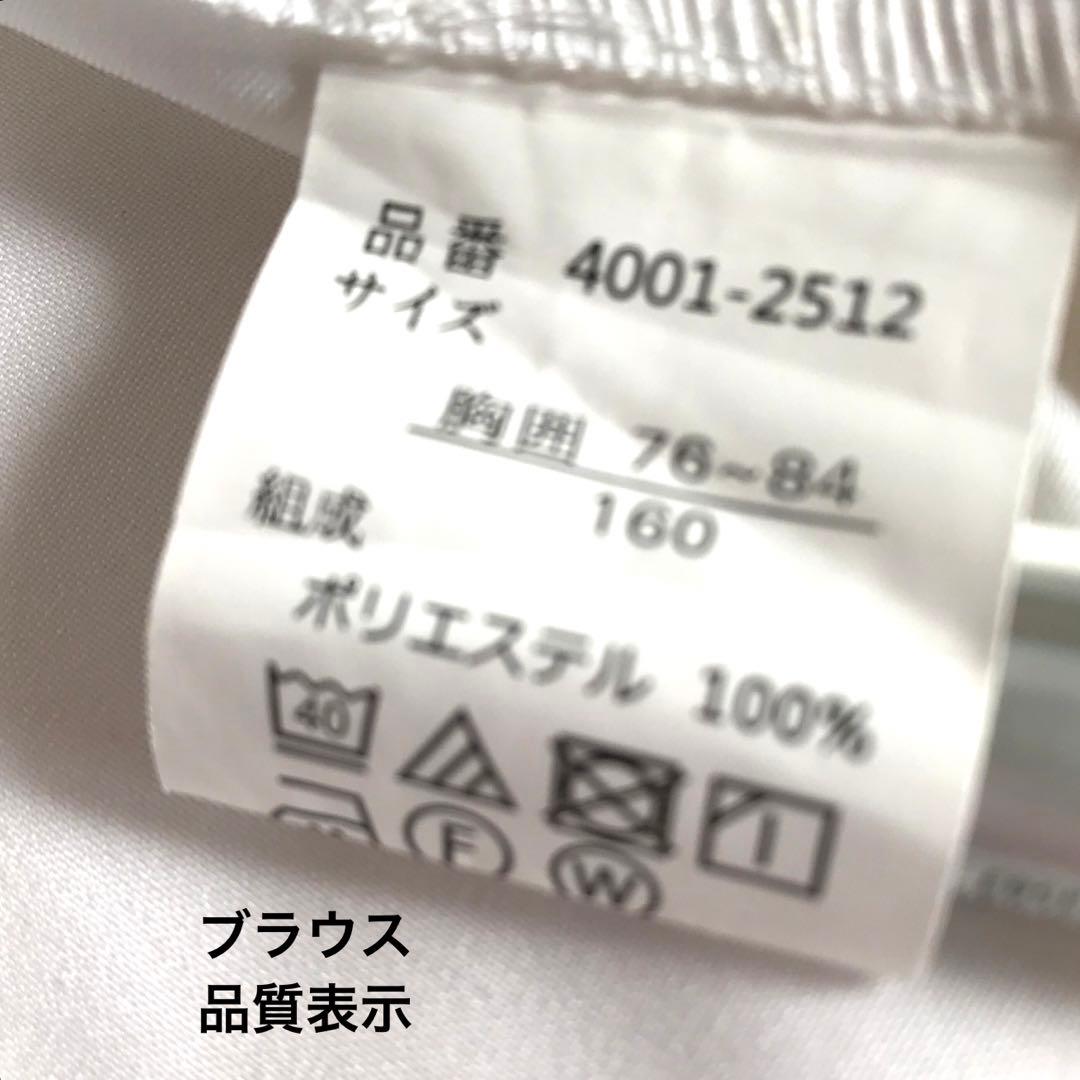 品番 4001-2512
サイズ
胸囲 76~84
160
組成
ポリエステル 100%
40
F
W
ブラウス
品質表示